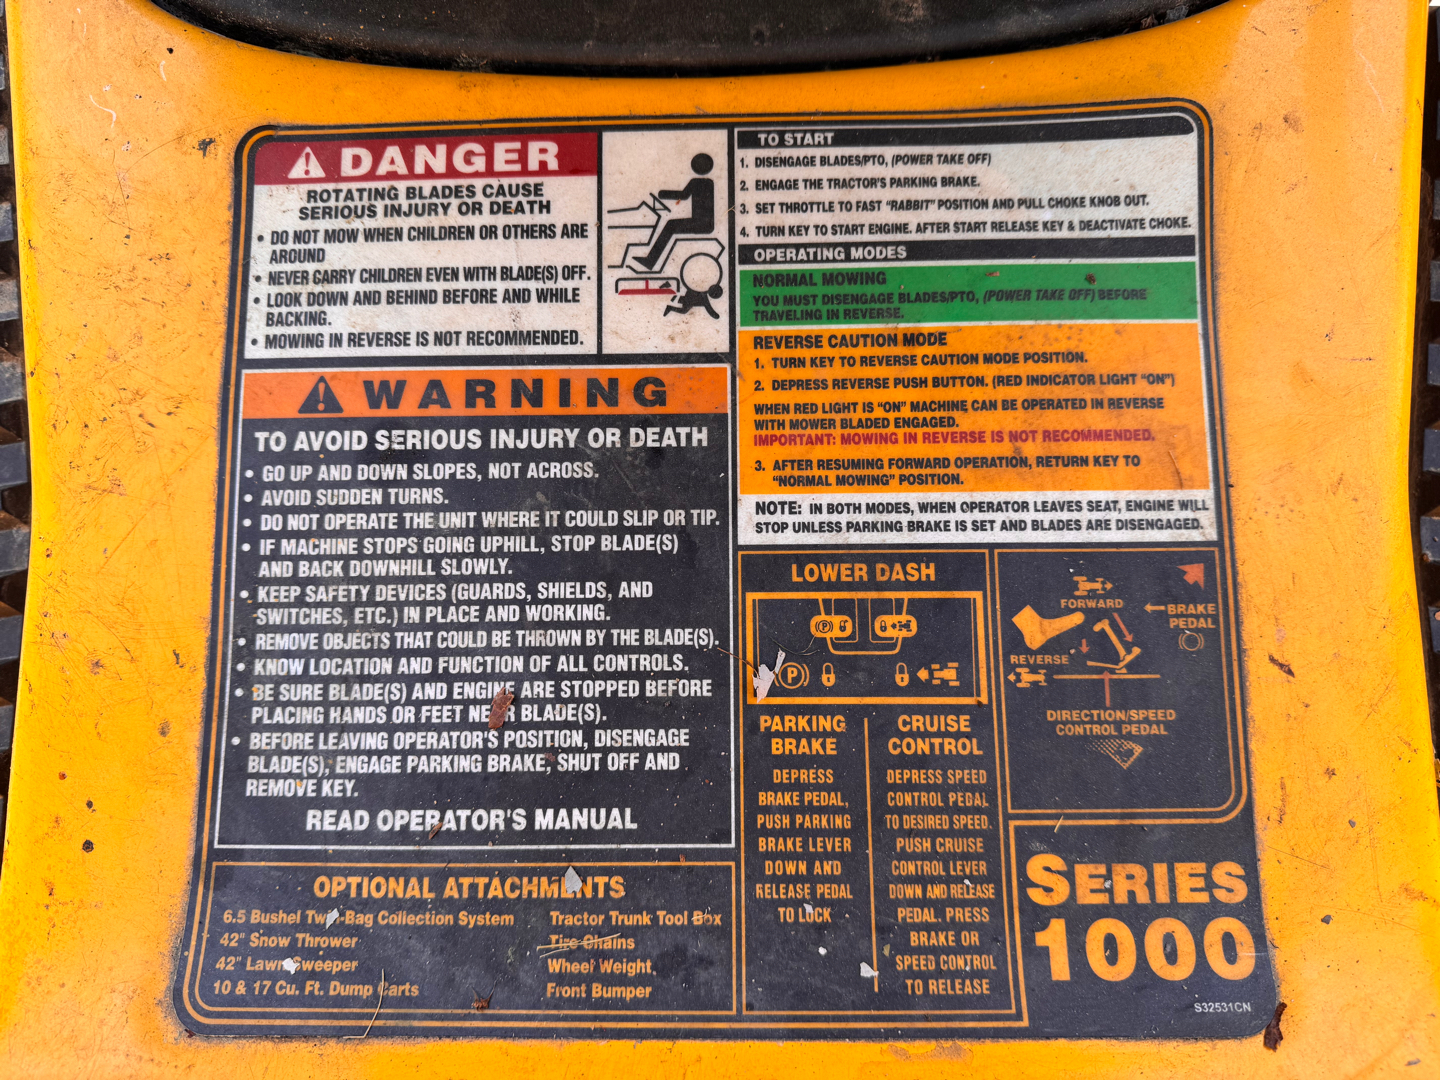 DANGER
ROTATING BLADES CAUSE
SERIOUS INJURY OR DEATH
• DO NOT MOW WHEN CHILDREN OR OTHERS ARE
AROUND
• NEVER CARRY CHILDREN EVEN WITH BLADE(S) OFF.
• LOOK DOWN AND BEHIND BEFORE AND WHILE
BACKING.
• MOWING IN REVERSE IS NOT RECOMMENDED.
WARNING
TO AVOID SERIOUS INJURY OR DEATH
• GO UP AND DOWN SLOPES, NOT ACROSS.
• AVOID SUDDEN TURNS.
• DO NOT OPERATE THE UNIT WHERE IT COULD SLIP OR TIP.
• IF MACHINE STOPS GOING UPHILL, STOP BLADE(S)
AND BACK DOWNHILL SLOWLY.
• KEEP SAFETY DEVICES (GUARDS, SHIELDS, AND
SWITCHES, ETC.) IN PLACE AND WORKING.
• REMOVE OBJECTS THAT COULD BE THROWN BY THE BLADE(S).
• KNOW LOCATION AND FUNCTION OF ALL CONTROLS.
• BE SURE BLADE(S) AND ENGINE ARE STOPPED BEFORE
PLACING HANDS OR FEET NEAR BLADE(S).
• BEFORE LEAVING OPERATOR'S POSITION, DISENGAGE
BLADE(S), ENGAGE PARKING BRAKE, SHUT OFF AND
REMOVE KEY.
READ OPERATOR'S MANUAL
OPTIONAL ATTACHMENTS
6.5 Bushel Twin-Bag Collection System
42" Snow Thrower
42" Lawn Sweeper
10 & 17 Cu. Ft. Dump Carts
Tractor Trunk Tool Box
Tire Chains
Wheel Weight
Front Bumper
TO START
1. DISENGAGE BLADES/PTO, (POWER TAKE OFF)
2. ENGAGE THE TRACTOR'S PARKING BRAKE.
3. SET THROTTLE TO FAST "RABBIT" POSITION AND PULL CHOKE KNOB OUT.
4. TURN KEY TO START ENGINE. AFTER START RELEASE KEY & DEACTIVATE CHOKE.
OPERATING MODES
NORMAL MOWING
YOU MUST DISENGAGE BLADES/PTO, (POWER TAKE OFF) BEFORE
TRAVELING IN REVERSE.
REVERSE CAUTION MODE
1. TURN KEY TO REVERSE CAUTION MODE POSITION.
2. DEPRESS REVERSE PUSH BUTTON. (RED INDICATOR LIGHT "ON")
WHEN RED LIGHT IS "ON" MACHINE CAN BE OPERATED IN REVERSE
WITH MOWER BLADED ENGAGED.
IMPORTANT: MOWING IN REVERSE IS NOT RECOMMENDED.
3. AFTER RESUMING FORWARD OPERATION, RETURN KEY TO
"NORMAL MOWING" POSITION.
NOTE: IN BOTH MODES, WHEN OPERATOR LEAVES SEAT, ENGINE WILL
STOP UNLESS PARKING BRAKE IS SET AND BLADES ARE DISENGAGED.
LOWER DASH
(P)
(P)
PARKING
BRAKE
DEPRESS
BRAKE PEDAL,
PUSH PARKING
BRAKE LEVER
DOWN AND
RELEASE PEDAL
TO LOCK
CRUISE
CONTROL
DEPRESS SPEED
CONTROL PEDAL
TO DESIRED SPEED.
PUSH CRUISE
CONTROL LEVER
DOWN AND RELEASE
PEDAL. PRESS
BRAKE OR
SPEED CONTROL
TO RELEASE
FORWARD
BRAKE
PEDAL
REVERSE
DIRECTION/SPEED
CONTROL PEDAL
SERIES
1000
S32531CN